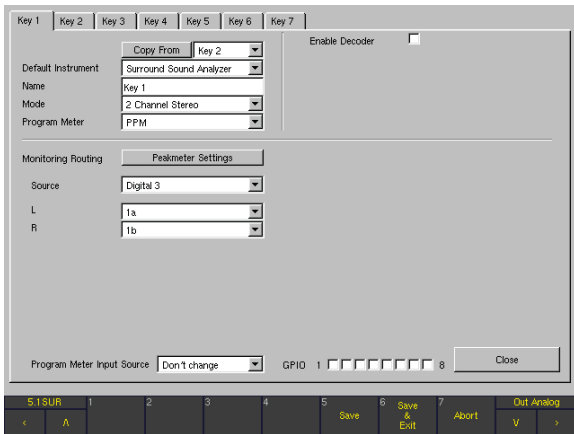 Key 1 Key 2 Key 3 Key 4 Key 5 Key 6 Key 7
Copy From Key 2 Enable Decoder
Default Instrument Surround Sound Analyzer
Name Key 1
Mode 2 Channel Stereo
Program Meter PPM
Monitoring Routing Peakmeter Settings
Source Digital 3
L 1a
R 1b
Program Meter Input Source Don't change GPIO 1 8 Close
5.1SUR 1 2 3 4 5 Save 6 Save & Exit 7 Abort Out Analog
< Λ V >